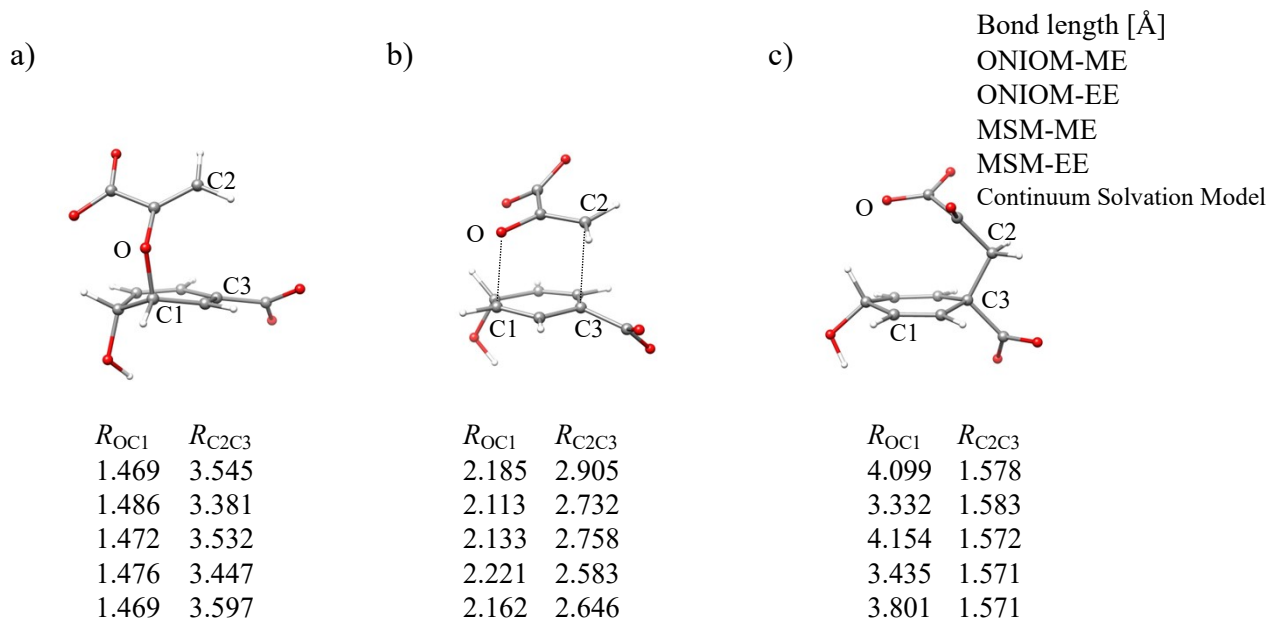 a)
b)
c)
Bond length [Å]
ONIOM-ME
ONIOM-EE
MSM-ME
MSM-EE
Continuum Solvation Model
C2
O
C3
C1
C2
O
C1
C3
O
C2
C3
C1
R_OC1 R_C2C3
1.469 3.545
1.486 3.381
1.472 3.532
1.476 3.447
1.469 3.597
R_OC1 R_C2C3
2.185 2.905
2.113 2.732
2.133 2.758
2.221 2.583
2.162 2.646
R_OC1 R_C2C3
4.099 1.578
3.332 1.583
4.154 1.572
3.435 1.571
3.801 1.571